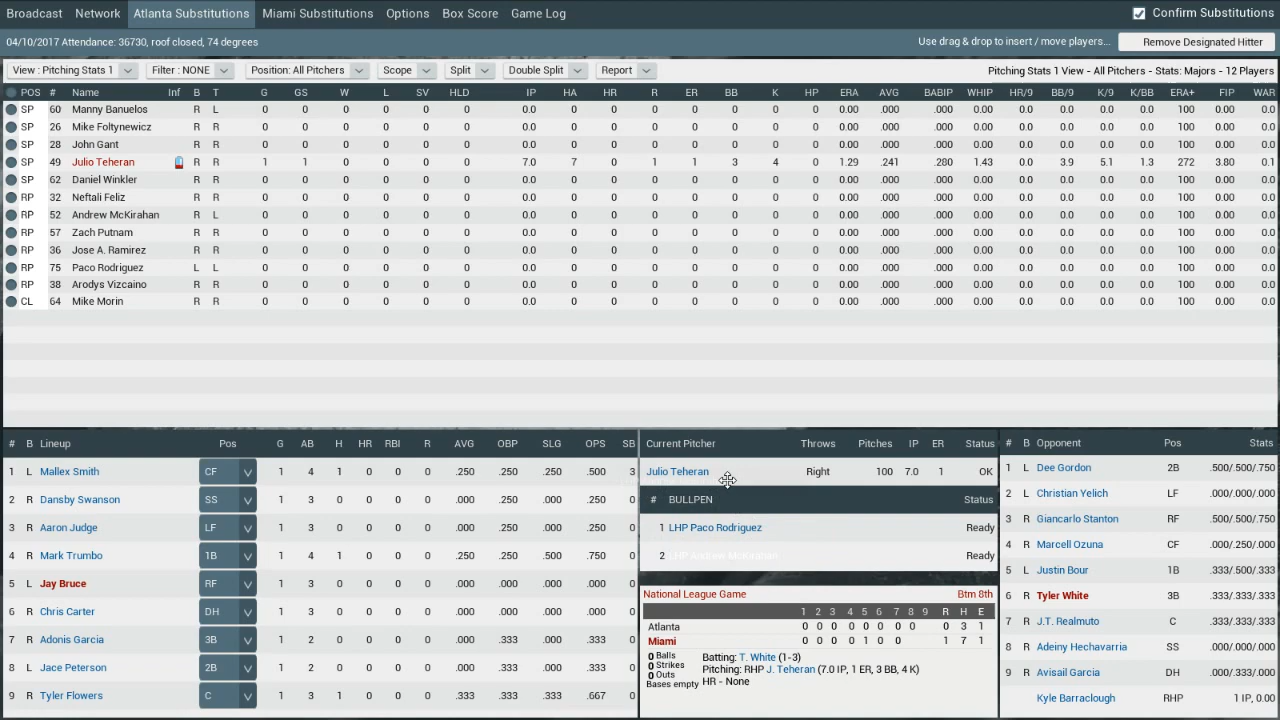 Broadcast Network Atlanta Substitutions Miami Substitutions Options Box Score Game Log Confirm Substitutions
04/10/2017 Attendance: 36730, roof closed, 74 degrees Use drag & drop to insert / move players... Remove Designated Hitter
View : Pitching Stats 1 Filter : NONE Position: All Pitchers Scope Split Double Split Report Pitching Stats 1 View - All Pitchers - Stats: Majors - 12 Players
POS # Name Inf B T G GS W L SV HLD IP HA HR R ER BB K HP ERA AVG BABIP WHIP HR/9 BB/9 K/9 K/BB ERA+ FIP WAR
SP 60 Manny Banuelos R L 0 0 0 0 0 0 0.0 0 0 0 0 0 0 0 0.00 .000 .000 0.00 0.0 0.0 0.0 0.0 100 0.00 0.0
SP 26 Mike Foltynewicz R R 0 0 0 0 0 0 0.0 0 0 0 0 0 0 0 0.00 .000 .000 0.00 0.0 0.0 0.0 0.0 100 0.00 0.0
SP 28 John Gant R R 0 0 0 0 0 0 0.0 0 0 0 0 0 0 0 0.00 .000 .000 0.00 0.0 0.0 0.0 0.0 100 0.00 0.0
SP 49 Julio Teheran R R 1 1 0 0 0 0 7.0 7 0 1 1 3 4 0 1.29 .241 .280 1.43 0.0 3.9 5.1 1.3 272 3.80 0.1
SP 62 Daniel Winkler R R 0 0 0 0 0 0 0.0 0 0 0 0 0 0 0 0.00 .000 .000 0.00 0.0 0.0 0.0 0.0 100 0.00 0.0
RP 32 Neftali Feliz R R 0 0 0 0 0 0 0.0 0 0 0 0 0 0 0 0.00 .000 .000 0.00 0.0 0.0 0.0 0.0 100 0.00 0.0
RP 52 Andrew McKirahan R L 0 0 0 0 0 0 0.0 0 0 0 0 0 0 0 0.00 .000 .000 0.00 0.0 0.0 0.0 0.0 100 0.00 0.0
RP 57 Zach Putnam R R 0 0 0 0 0 0 0.0 0 0 0 0 0 0 0 0.00 .000 .000 0.00 0.0 0.0 0.0 0.0 100 0.00 0.0
RP 36 Jose A. Ramirez R R 0 0 0 0 0 0 0.0 0 0 0 0 0 0 0 0.00 .000 .000 0.00 0.0 0.0 0.0 0.0 100 0.00 0.0
RP 75 Paco Rodriguez L L 0 0 0 0 0 0 0.0 0 0 0 0 0 0 0 0.00 .000 .000 0.00 0.0 0.0 0.0 0.0 100 0.00 0.0
RP 38 Arodys Vizcaino R R 0 0 0 0 0 0 0.0 0 0 0 0 0 0 0 0.00 .000 .000 0.00 0.0 0.0 0.0 0.0 100 0.00 0.0
CL 64 Mike Morin R R 0 0 0 0 0 0 0.0 0 0 0 0 0 0 0 0.00 .000 .000 0.00 0.0 0.0 0.0 0.0 100 0.00 0.0
# B Lineup Pos G AB H HR RBI R AVG OBP SLG OPS SB
1 L Mallex Smith CF 1 4 1 0 0 0 .250 .250 .250 .500 3
2 R Dansby Swanson SS 1 3 0 0 0 0 .000 .250 .000 .250 0
3 R Aaron Judge LF 1 3 0 0 0 0 .000 .250 .000 .250 0
4 R Mark Trumbo 1B 1 4 1 0 0 0 .250 .250 .500 .750 0
5 L Jay Bruce RF 1 3 0 0 0 0 .000 .000 .000 .000 0
6 R Chris Carter DH 1 3 0 0 0 0 .000 .000 .000 .000 0
7 R Adonis Garcia 3B 1 2 0 0 0 0 .000 .333 .000 .333 0
8 L Jace Peterson 2B 1 2 0 0 0 0 .000 .333 .000 .333 0
9 R Tyler Flowers C 1 3 1 0 0 0 .333 .333 .333 .667 0
Current Pitcher Throws Pitches IP ER Status
Julio Teheran Right 100 7.0 1 OK
# BULLPEN Status
1 LHP Paco Rodriguez Ready
2 LHP Andrew McKirahan Ready
National League Game Btm 8th
1 2 3 4 5 6 7 8 9 R H E
Atlanta 0 0 0 0 0 0 0 0 0 3 1
Miami 0 0 0 0 1 0 0 1 7 1
0 Balls
0 Strikes
0 Outs
Bases empty
Batting: T. White (1-3)
Pitching: RHP J. Teheran (7.0 IP, 1 ER, 3 BB, 4 K)
HR - None
# B Opponent Pos Stats
1 L Dee Gordon 2B .500/.500/.750
2 L Christian Yelich LF .000/.000/.000
3 R Giancarlo Stanton RF .500/.500/.500
4 R Marcell Ozuna CF .000/.250/.000
5 L Justin Bour 1B .333/.500/.333
6 R Tyler White 3B .333/.333/.333
7 R J.T. Realmuto C .333/.333/.333
8 R Adeiny Hechavarria SS .000/.000/.000
9 R Avisail Garcia DH .000/.333/.000
Kyle Barraclough RHP 1 IP, 0.00